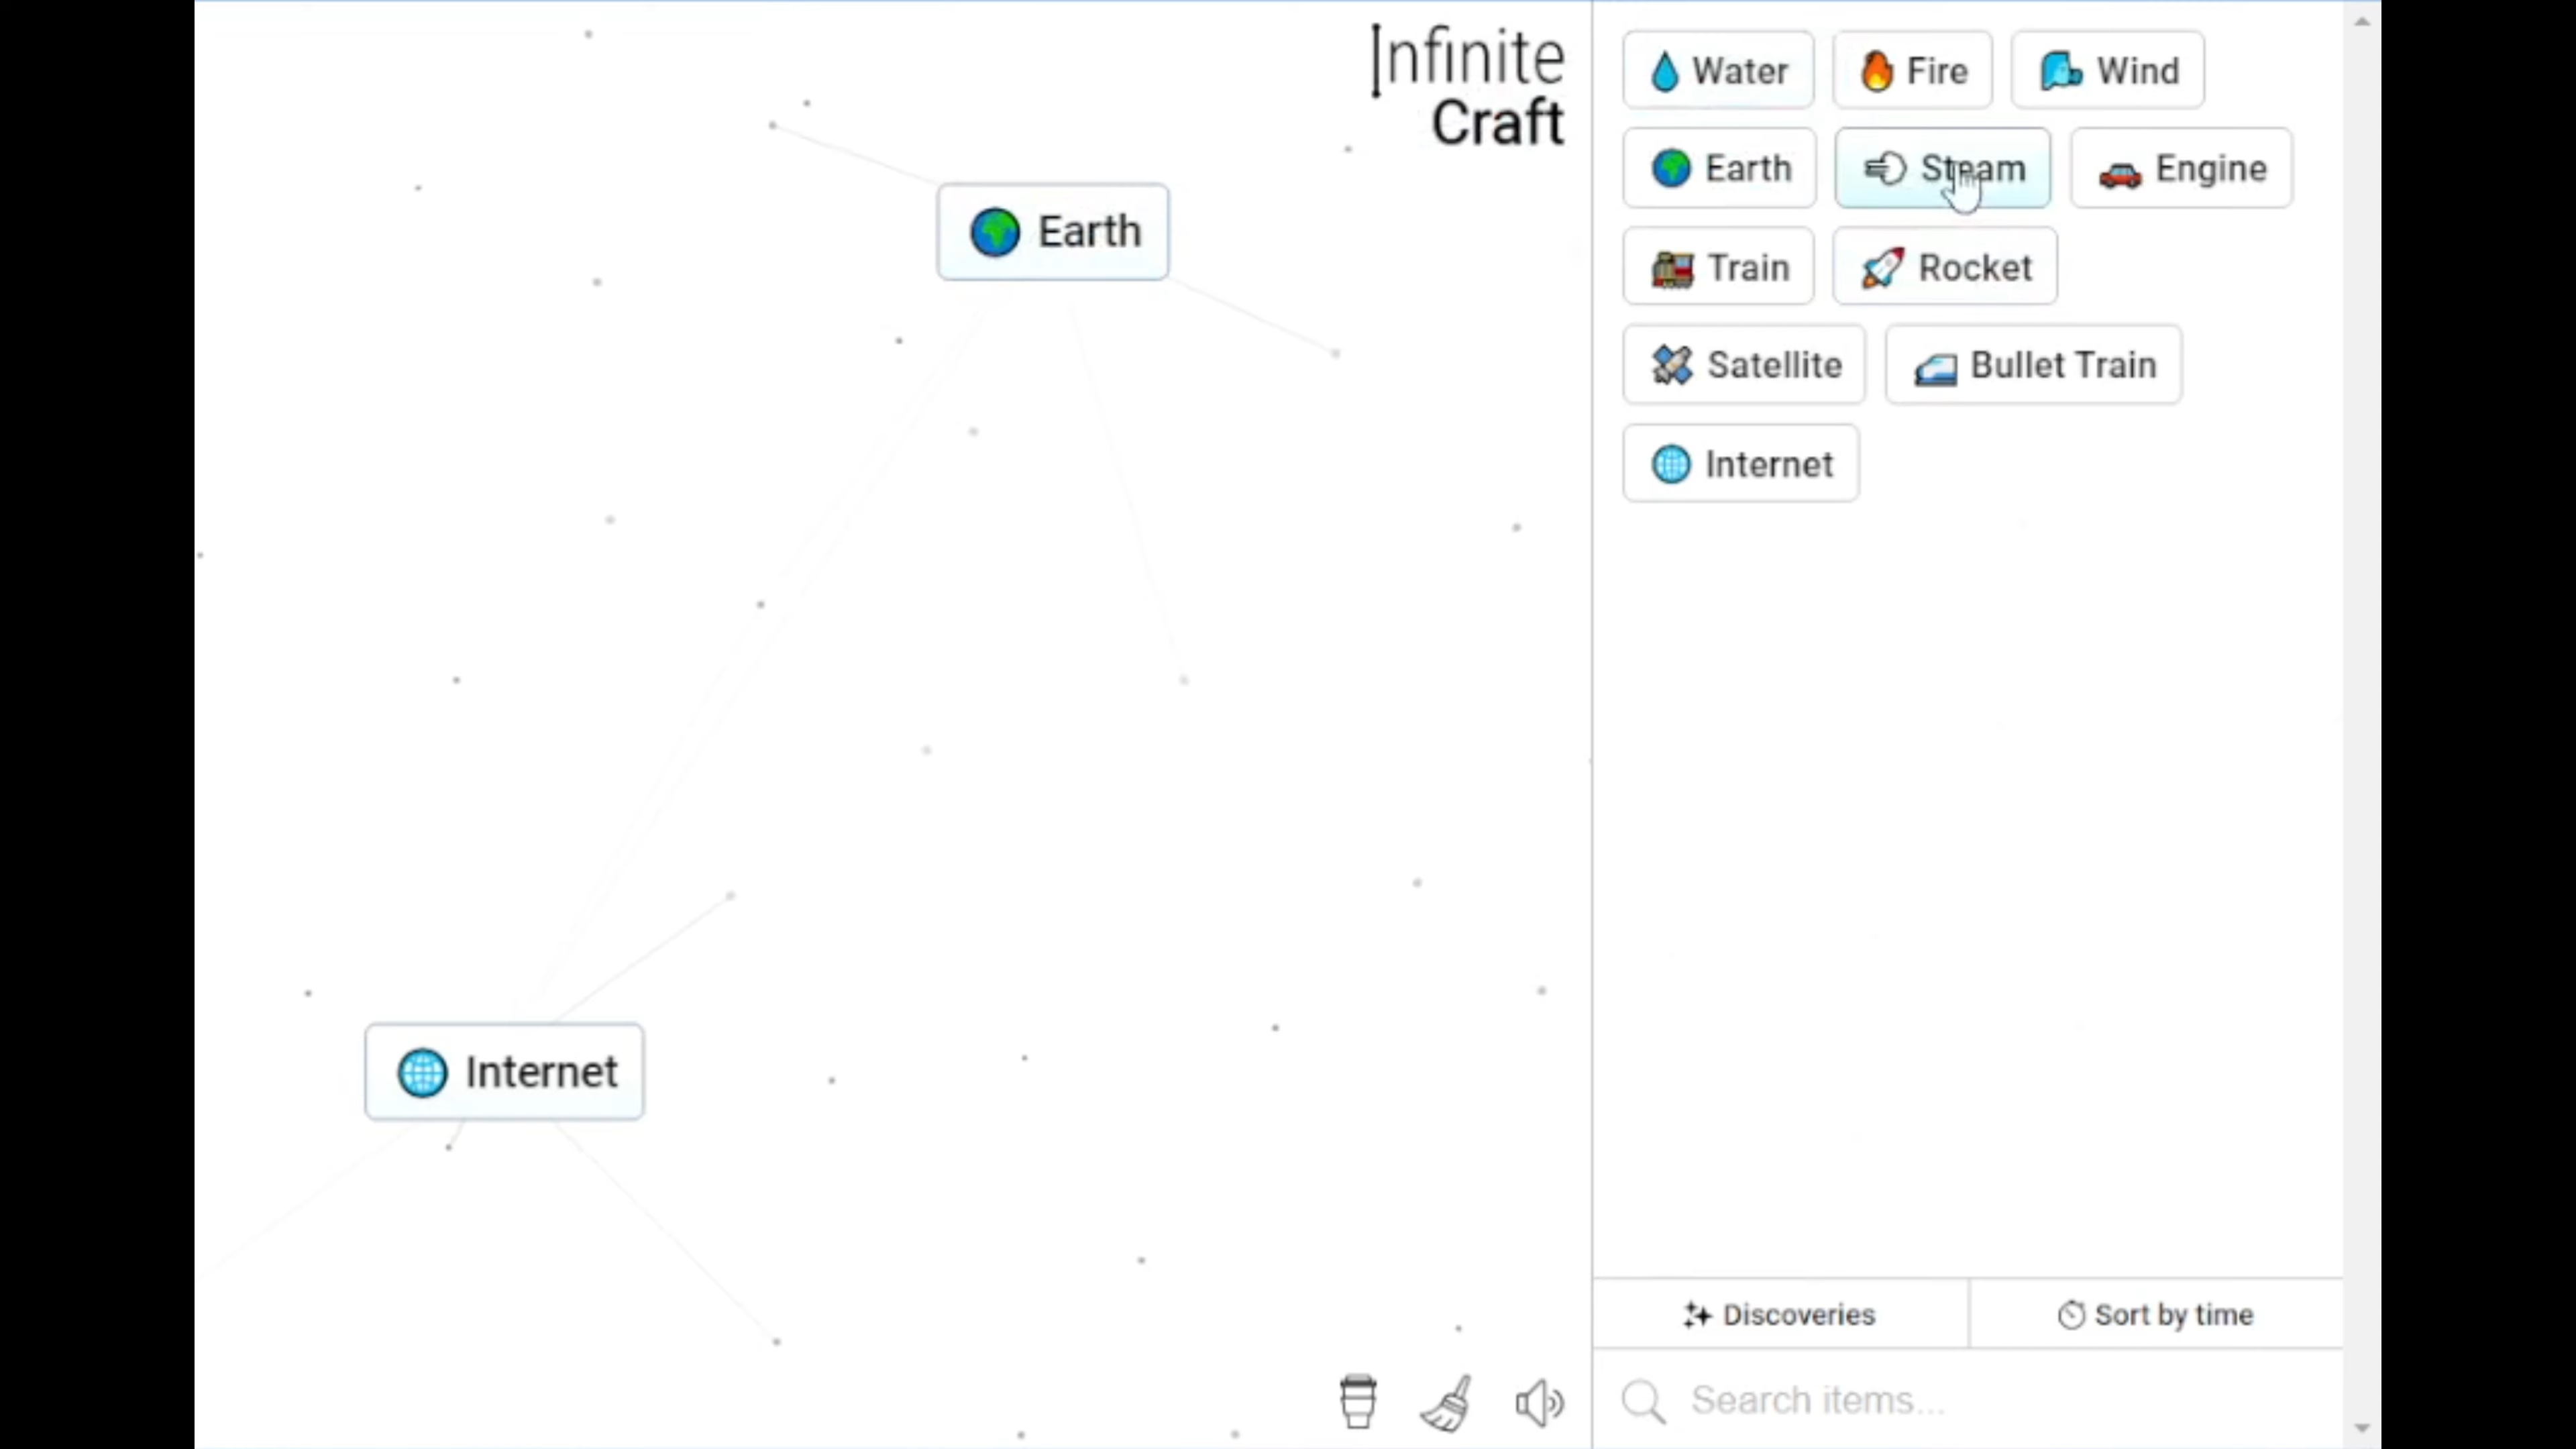 Infinite
Craft
Water Fire Wind
Earth
Earth Steam Engine
Train Rocket
Satellite Bullet Train
Internet
Internet
Discoveries Sort by time
Search items...